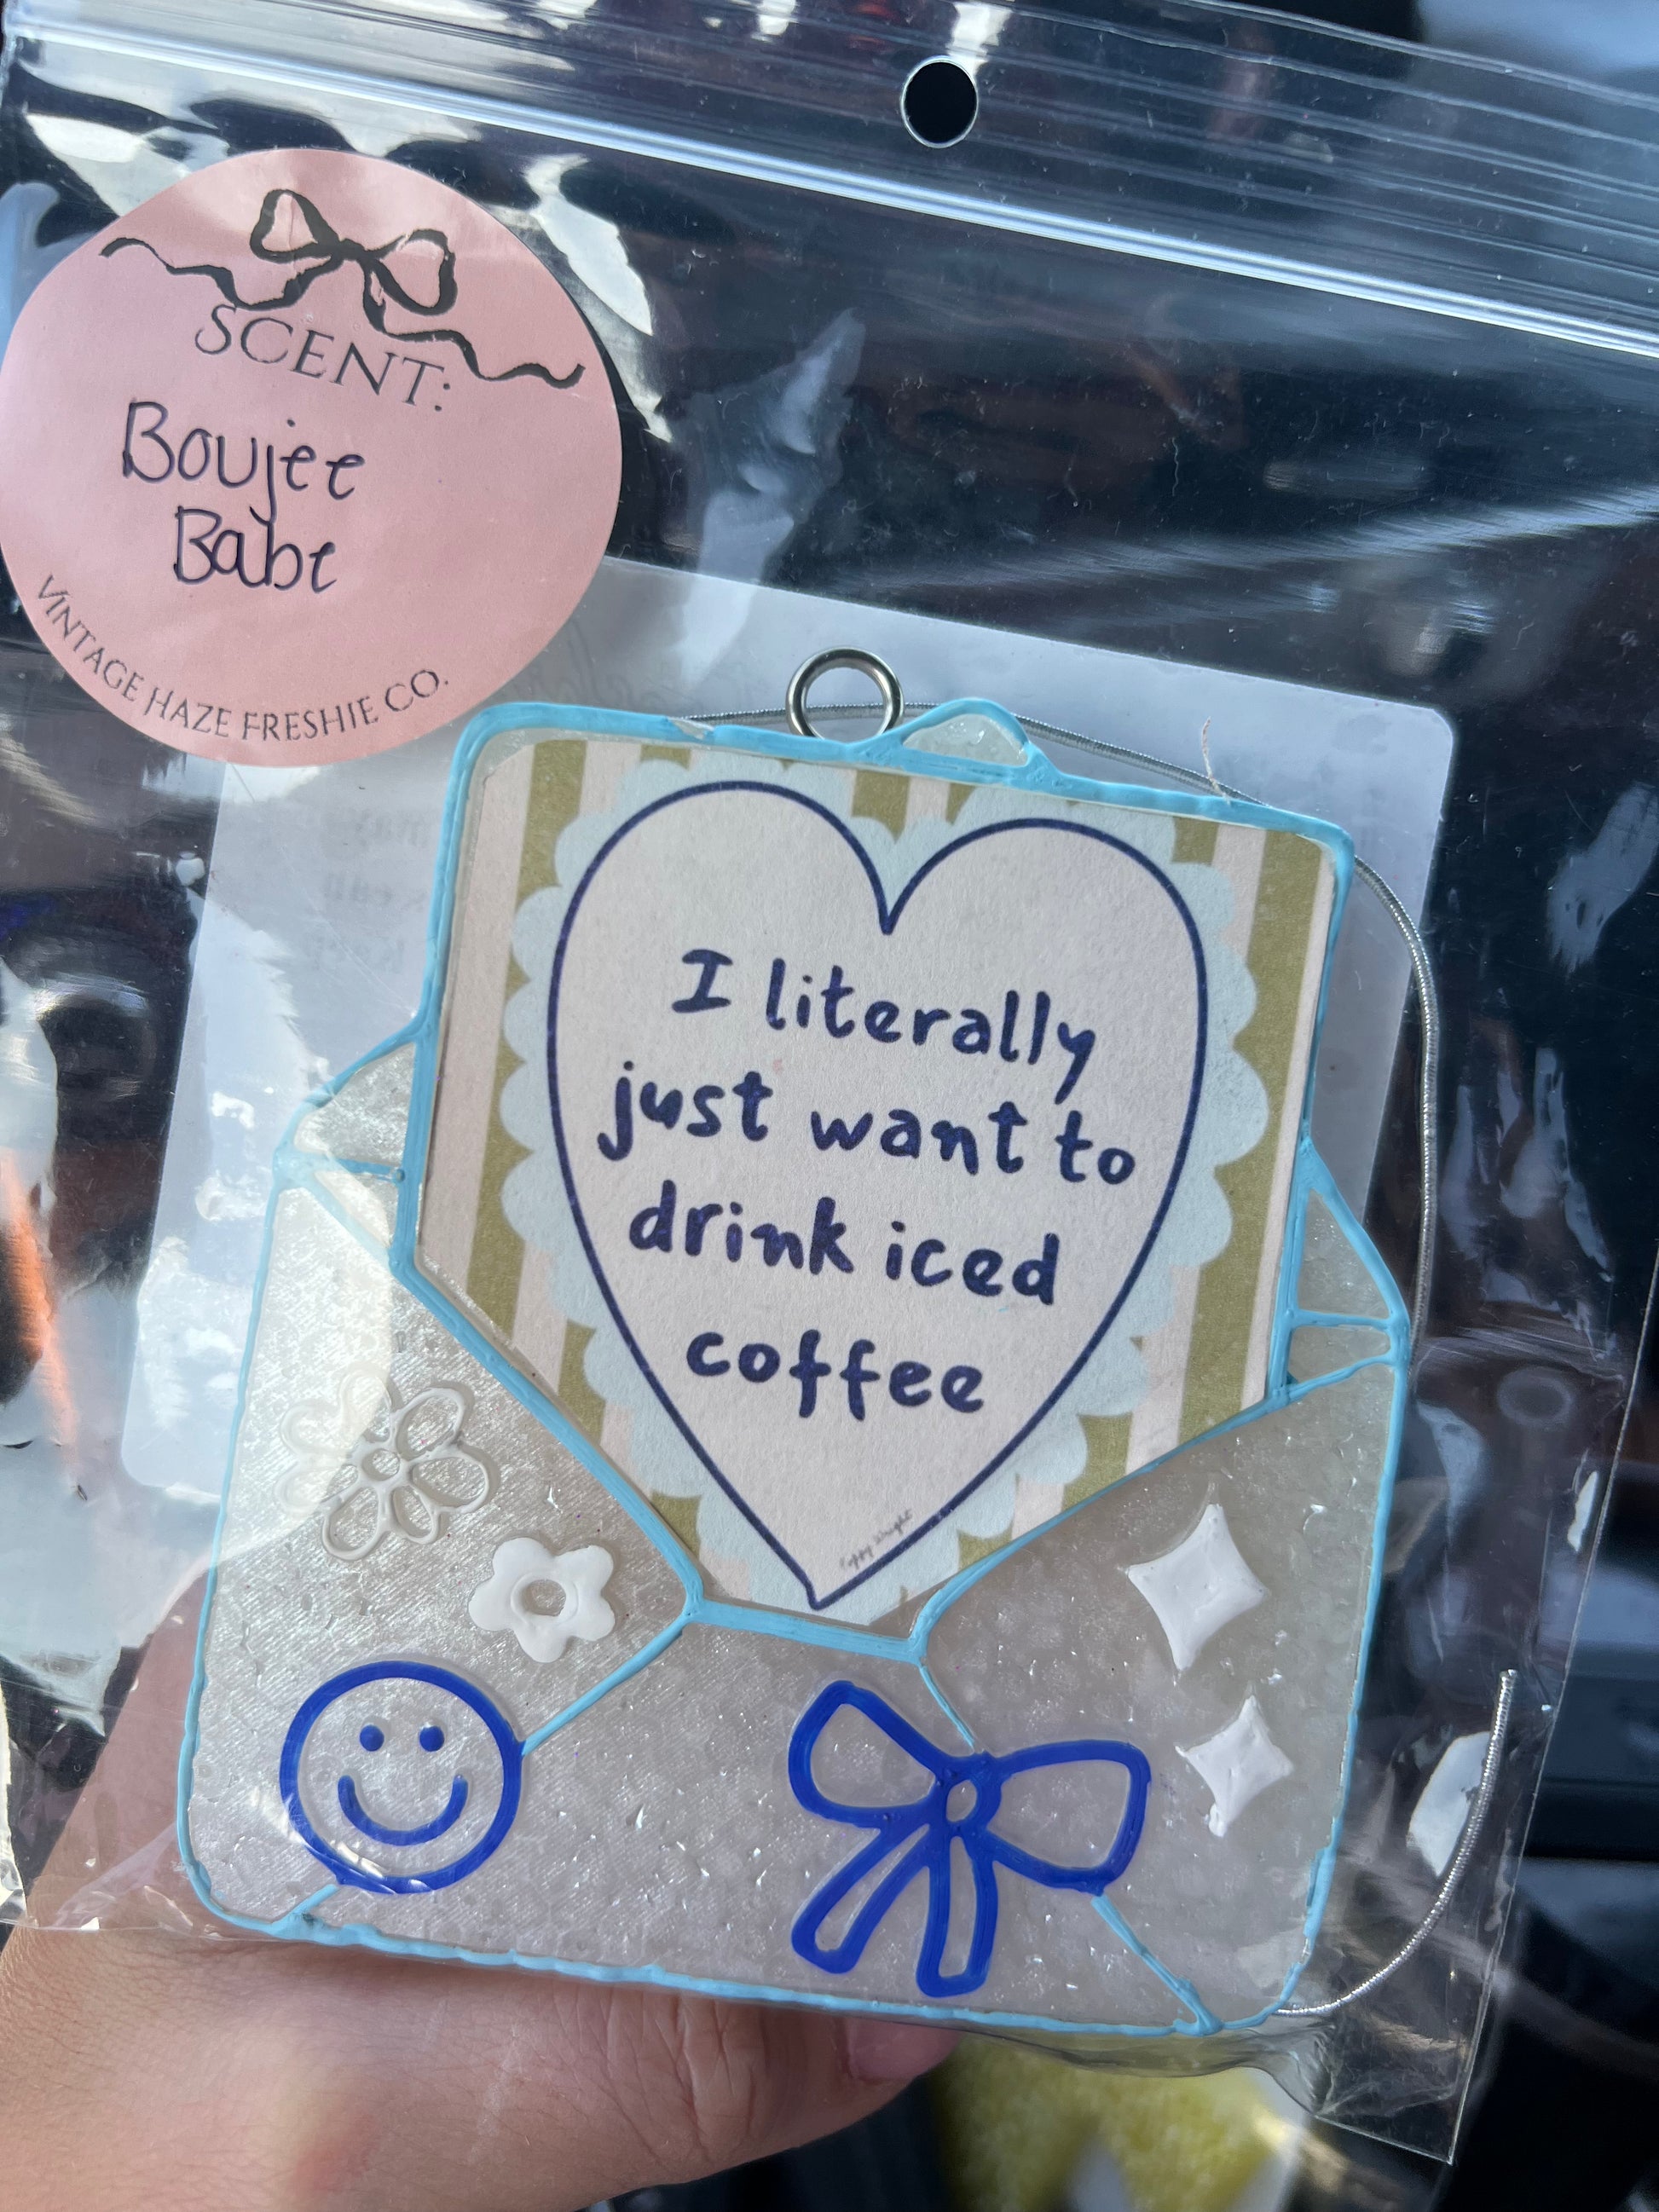 SCENT:
Boujee
Babe
VINTAGE HAZE FRESHIE CO.
I literally
just want to
drink iced
coffee